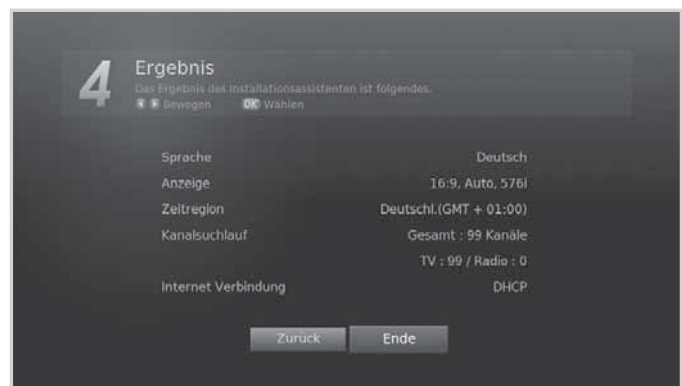 4
Ergebnis
Das Ergebnis des Installationsassistenten ist folgendes.
Bewegen OK Wählen
Sprache Deutsch
Anzeige 16:9, Auto, 576i
Zeitregion Deutschl.(GMT + 01:00)
Kanalsuchlauf Gesamt : 99 Kanäle
TV : 99 / Radio : 0
Internet Verbindung DHCP
Zurück Ende